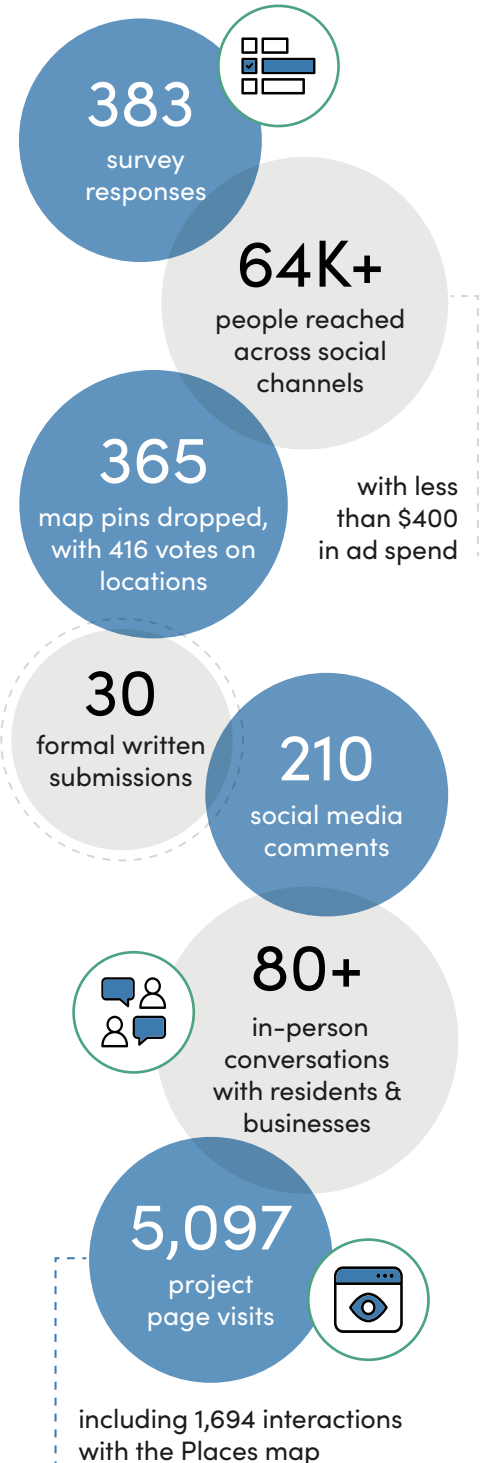 383
survey
responses
64K+
people reached
across social
channels
with less
than $400
in ad spend
365
map pins dropped,
with 416 votes on
locations
30
formal written
submissions
210
social media
comments
80+
in-person
conversations
with residents &
businesses
5,097
project
page visits
including 1,694 interactions
with the Places map